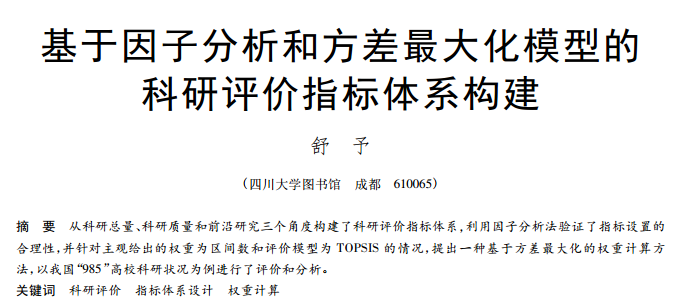 基于因子分析和方差最大化模型的
科研评价指标体系构建
舒 予
(四川大学图书馆 成都 610065)
摘 要 从科研总量、科研质量和前沿研究三个角度构建了科研评价指标体系,利用因子分析法验证了指标设置的
合理性,并针对主观给出的权重为区间数和评价模型为 TOPSIS 的情况,提出一种基于方差最大化的权重计算方
法,以我国“985”高校科研状况为例进行了评价和分析。
关键词 科研评价 指标体系设计 权重计算